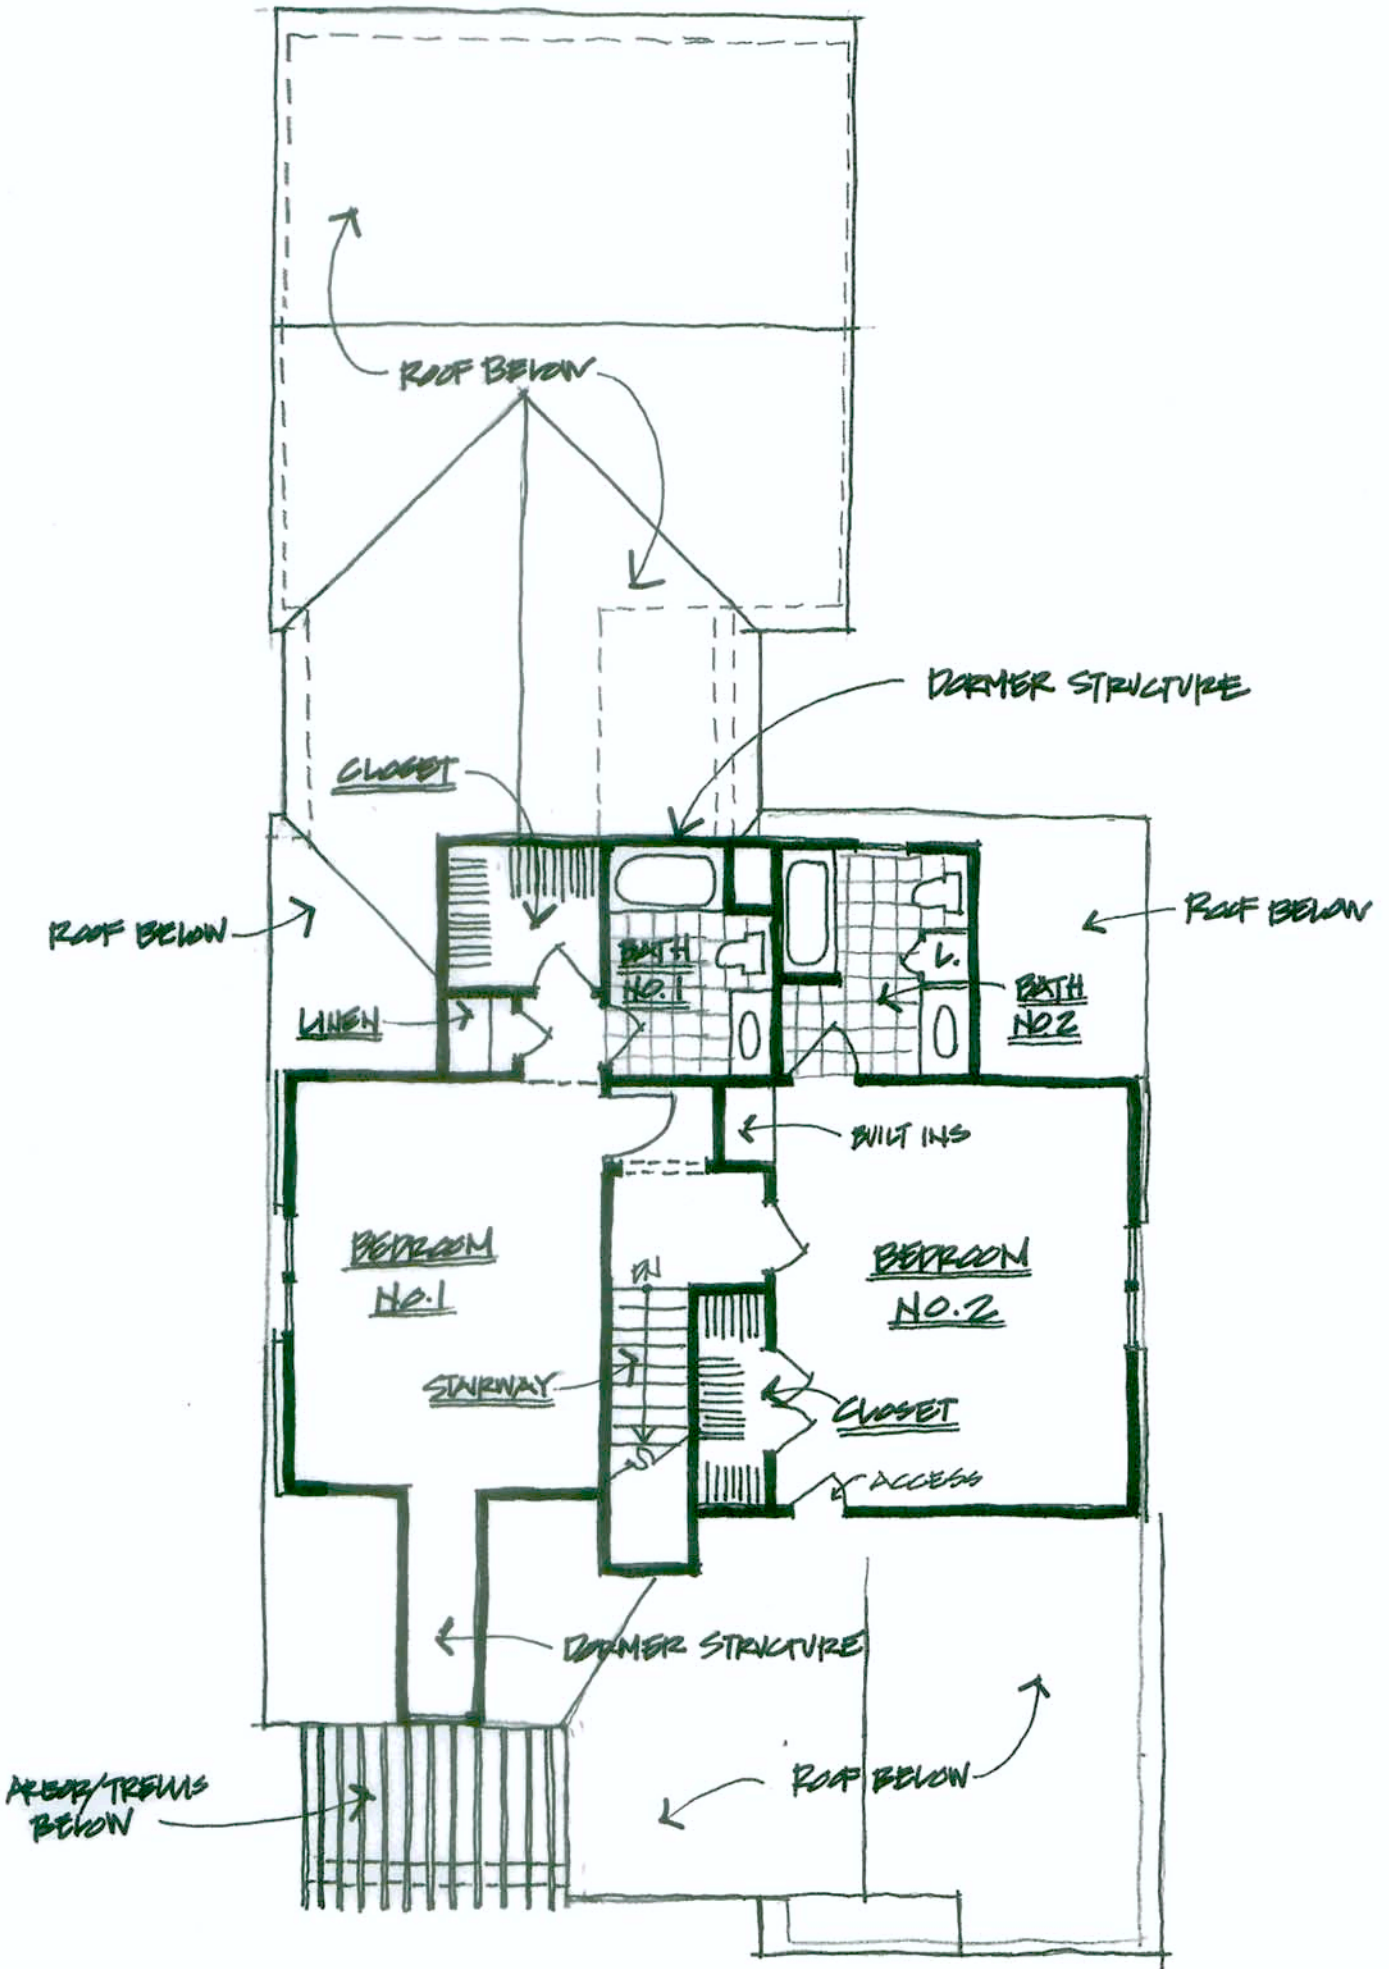 ROOF BELOW
DORMER STRUCTURE
CLOSET
ROOF BELOW
ROOF BELOW
BATH
NO.1
L.
BATH
NO.2
LINEN
BUILT INS
BEDROOM
NO.1
BEDROOM
NO.2
DN
STAIRWAY
CLOSET
ACCESS
DORMER STRUCTURE
ROOF BELOW
ARBOR/TRELLIS
BELOW